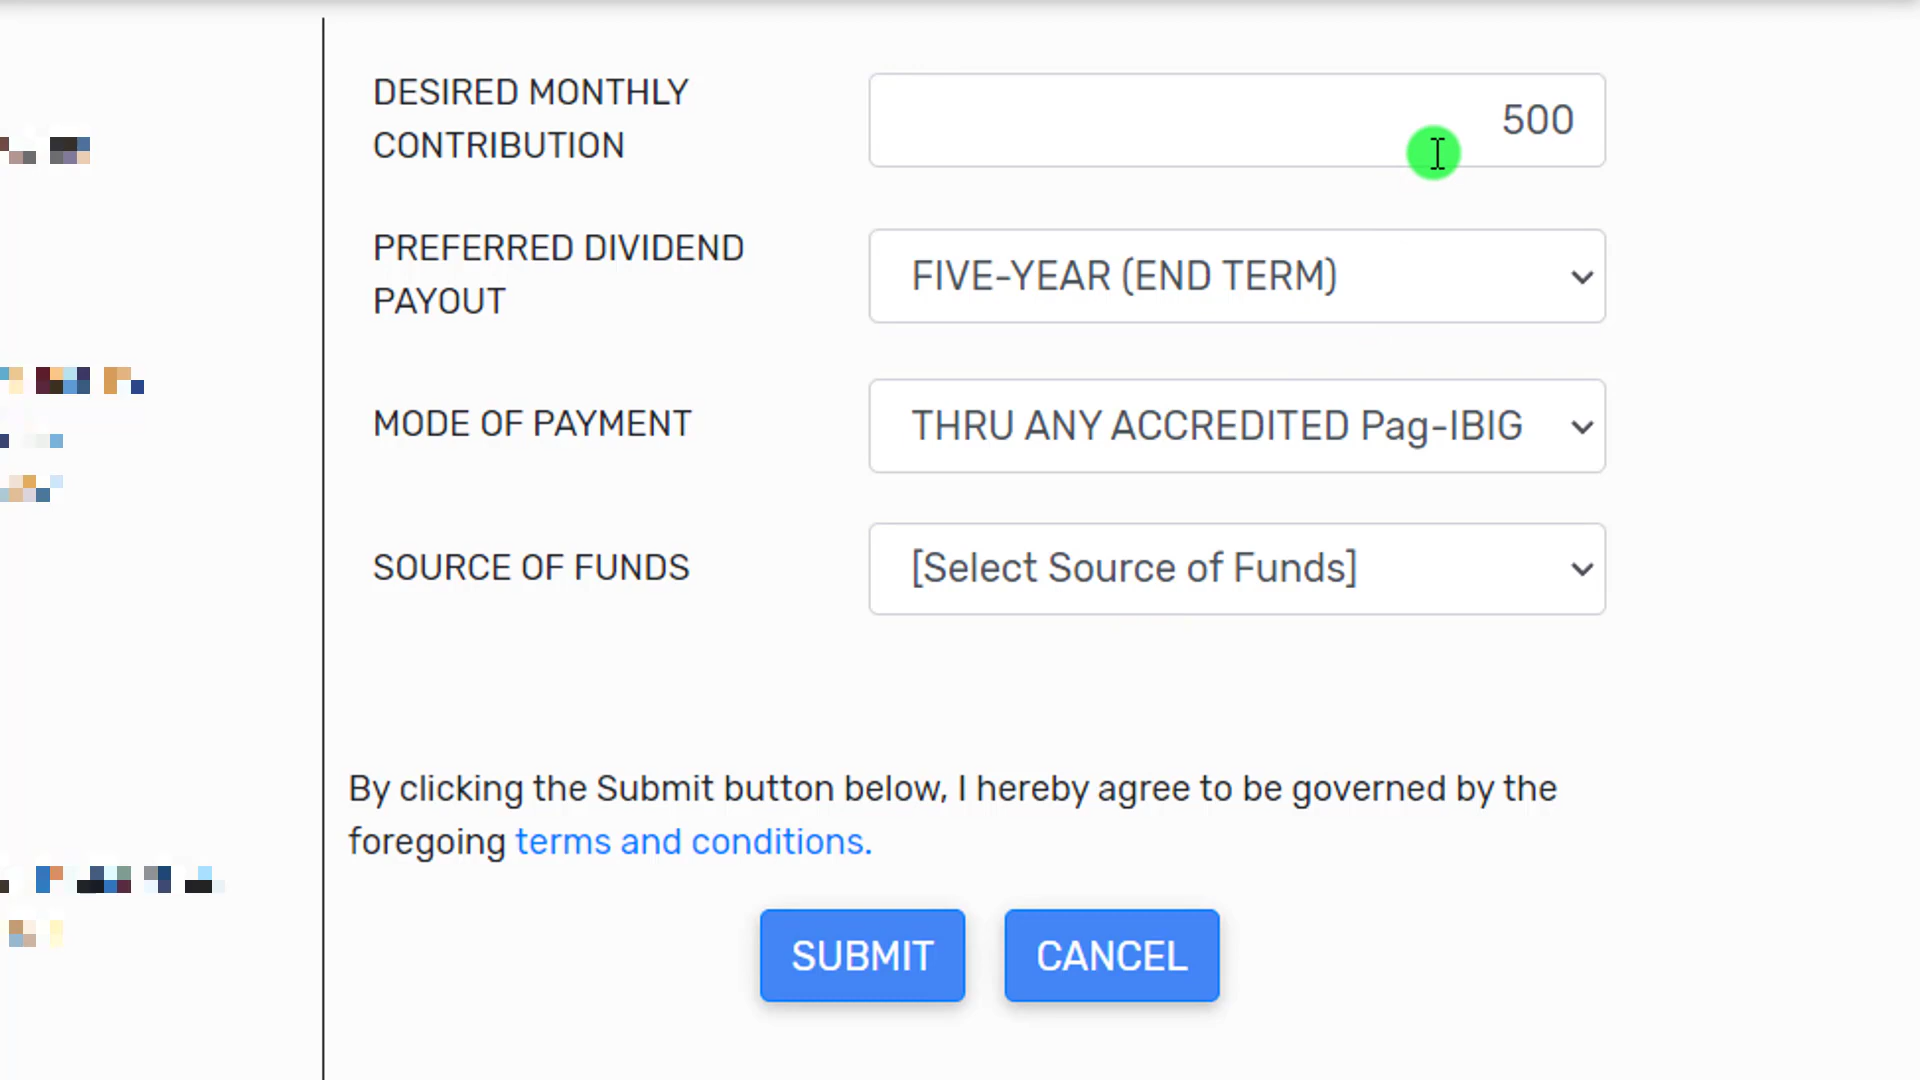 DESIRED MONTHLY
CONTRIBUTION
500
PREFERRED DIVIDEND
PAYOUT
FIVE-YEAR (END TERM)
MODE OF PAYMENT
THRU ANY ACCREDITED Pag-IBIG
SOURCE OF FUNDS
[Select Source of Funds]
By clicking the Submit button below, I hereby agree to be governed by the
foregoing terms and conditions.
SUBMIT
CANCEL